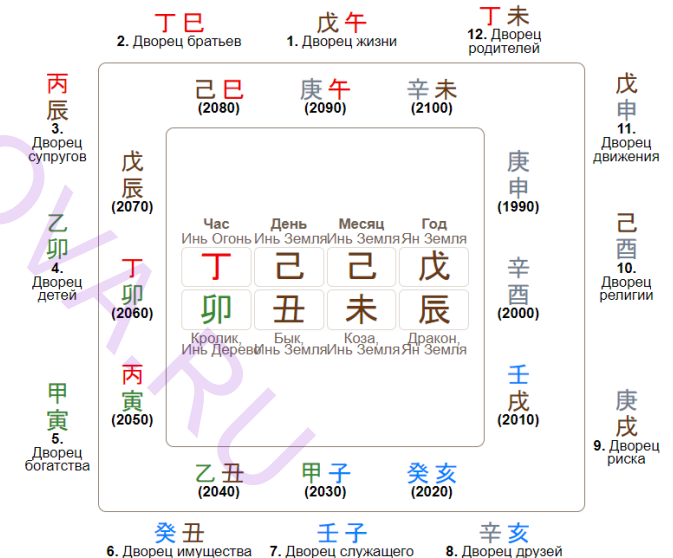 丁 巳
2. Дворец братьев
戊 午
1. Дворец жизни
丁 未
12. Дворец
родителей
丙
辰
3.
Дворец
супругов
己 巳
(2080)
庚 午
(2090)
辛 未
(2100)
戊
申
11.
Дворец
движения
戊
辰
(2070)
庚
申
(1990)
乙
卯
4.
Дворец
детей
丁
卯
(2060)
Час
Инь Огонь
丁
卯
Кролик,
Инь Дерево
День
Инь Земля
己
丑
Бык,
Инь Земля
Месяц
Инь Земля
己
未
Коза,
Инь Земля
Год
Ян Земля
戊
辰
Дракон,
Ян Земля
辛
酉
(2000)
己
酉
10.
Дворец
религии
甲
寅
5.
Дворец
богатства
丙
寅
(2050)
壬
戌
(2010)
庚
戌
9. Дворец
риска
乙 丑
(2040)
甲 子
(2030)
癸 亥
(2020)
癸 丑
6. Дворец имущества
壬 子
7. Дворец служащего
辛 亥
8. Дворец друзей
OVA.RU